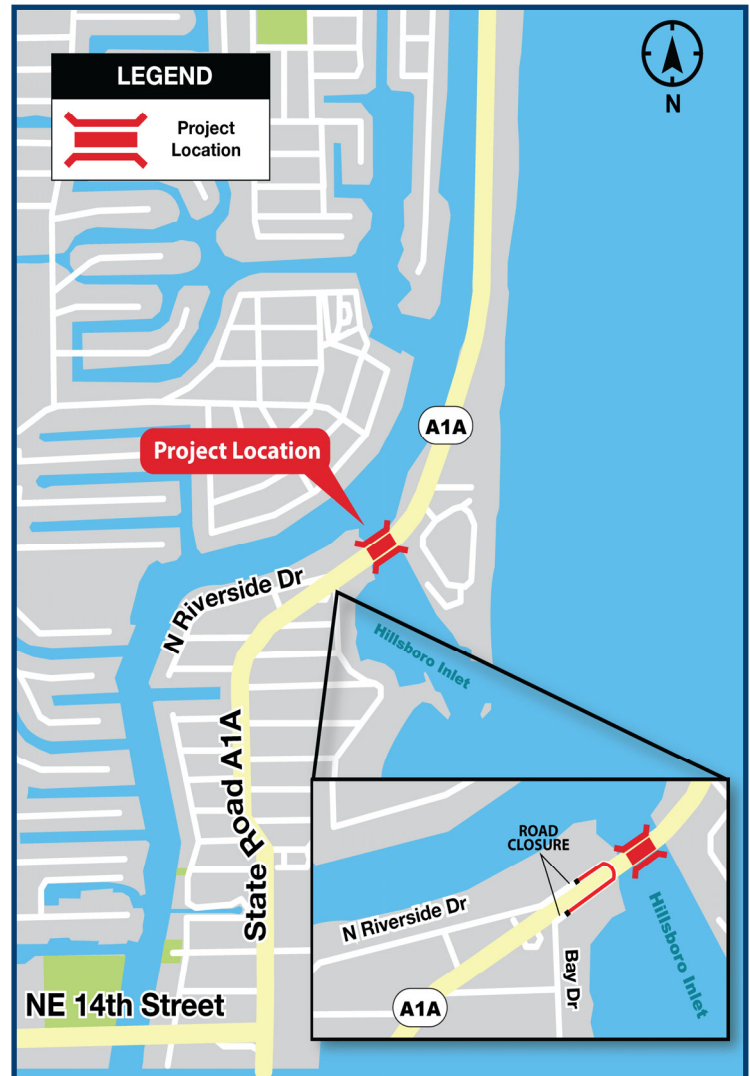 LEGEND
Project
Location
N
A1A
Project Location
N Riverside Dr
Hillsboro Inlet
State Road A1A
ROAD
CLOSURE
N Riverside Dr
Hillsboro Inlet
Bay Dr
A1A
NE 14th Street